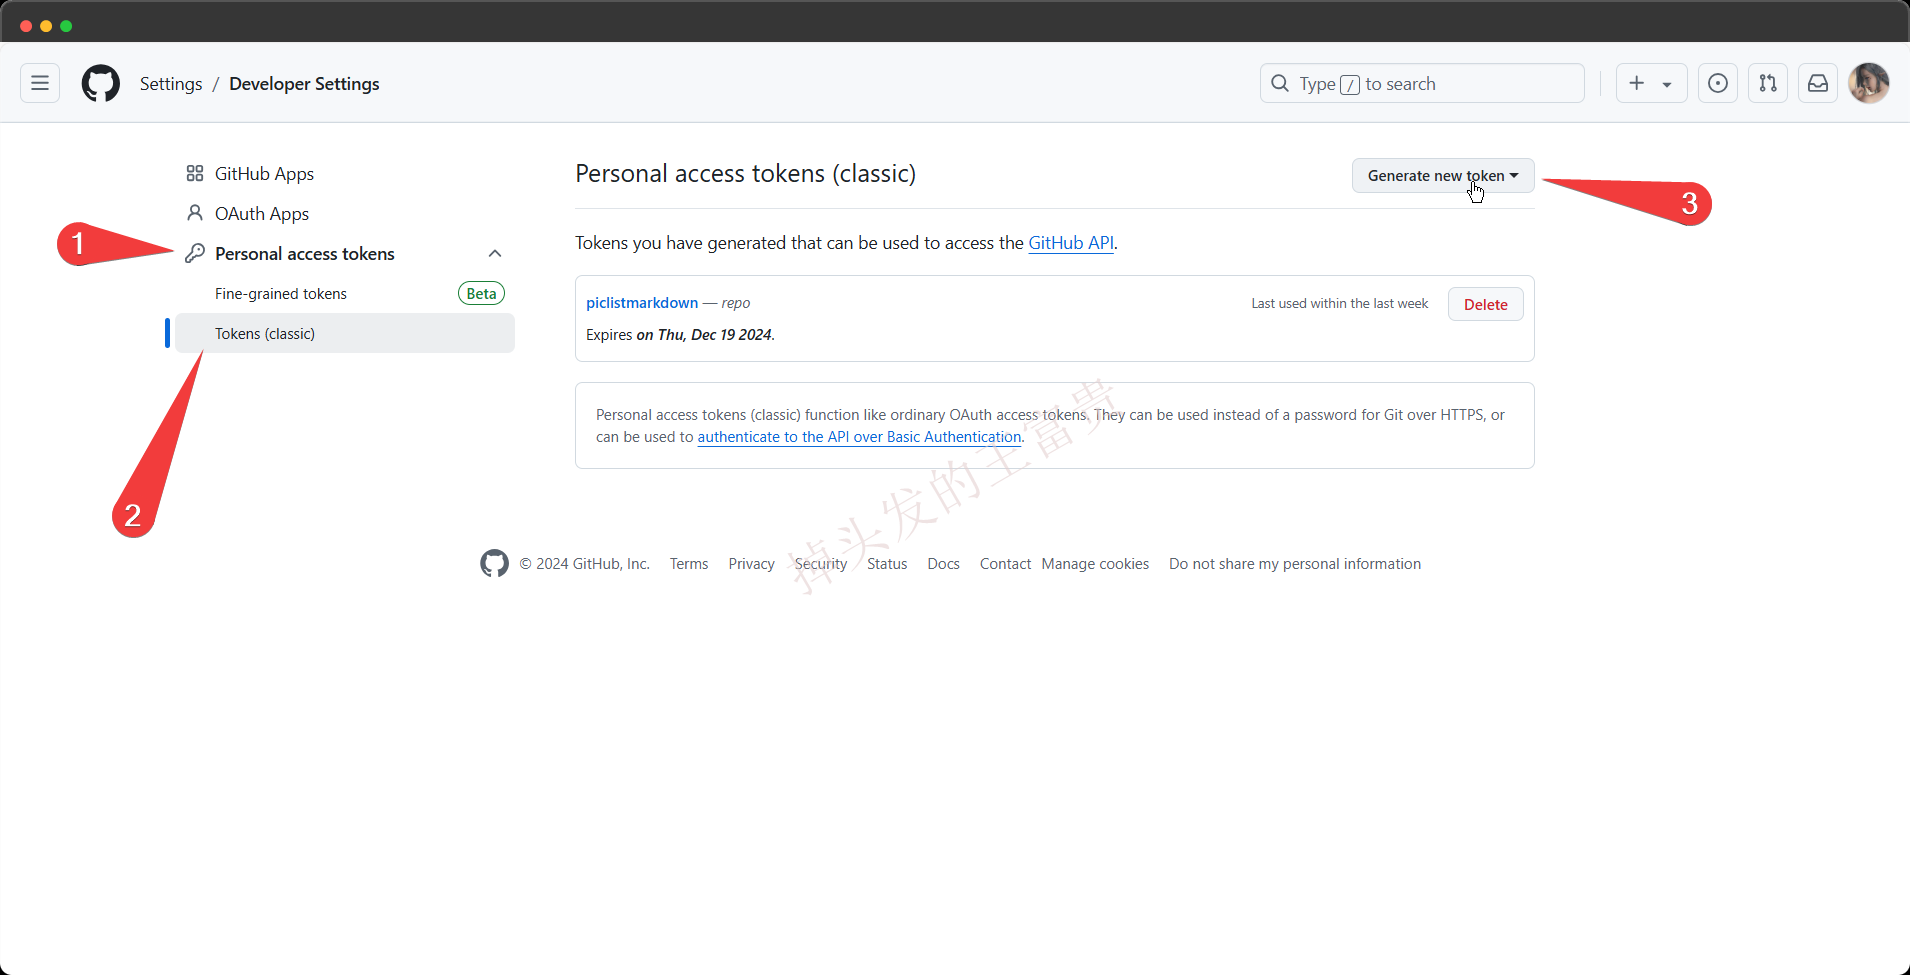 Settings / Developer Settings
Type / to search
GitHub Apps
OAuth Apps
1
Personal access tokens
Fine-grained tokens Beta
Tokens (classic)
2
Personal access tokens (classic)
Generate new token
3
Tokens you have generated that can be used to access the GitHub API.
piclistmarkdown — repo
Last used within the last week
Delete
Expires on Thu, Dec 19 2024.
Personal access tokens (classic) function like ordinary OAuth access tokens. They can be used instead of a password for Git over HTTPS, or
can be used to authenticate to the API over Basic Authentication.
掉头发的王富贵
© 2024 GitHub, Inc. Terms Privacy Security Status Docs Contact Manage cookies Do not share my personal information